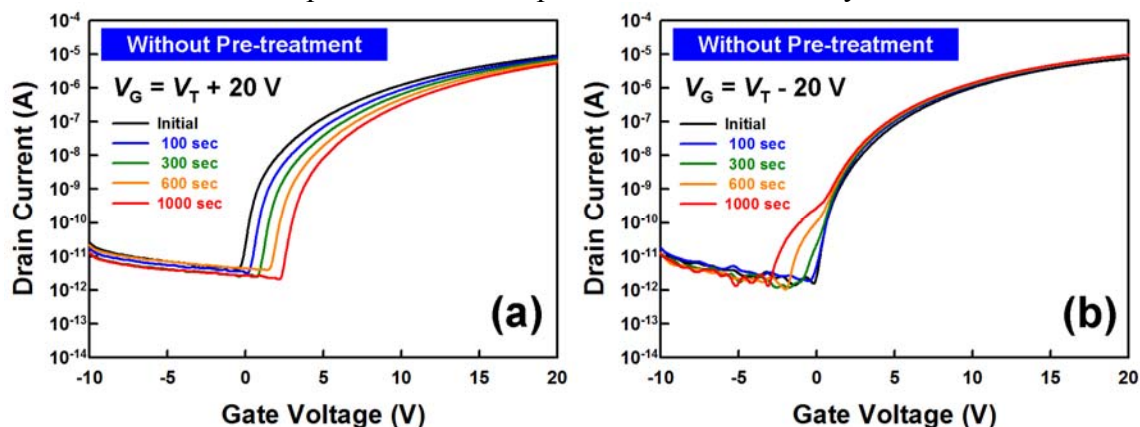 Without Pre-treatment
V_G = V_T + 20 V
Initial
100 sec
300 sec
600 sec
1000 sec
(a)
10⁻⁴
10⁻⁵
10⁻⁶
10⁻⁷
10⁻⁸
10⁻⁹
10⁻¹⁰
10⁻¹¹
10⁻¹²
10⁻¹³
10⁻¹⁴
Drain Current (A)
-10 -5 0 5 10 15 20
Gate Voltage (V)
Without Pre-treatment
V_G = V_T - 20 V
Initial
100 sec
300 sec
600 sec
1000 sec
(b)
10⁻⁴
10⁻⁵
10⁻⁶
10⁻⁷
10⁻⁸
10⁻⁹
10⁻¹⁰
10⁻¹¹
10⁻¹²
10⁻¹³
10⁻¹⁴
Drain Current (A)
-10 -5 0 5 10 15 20
Gate Voltage (V)